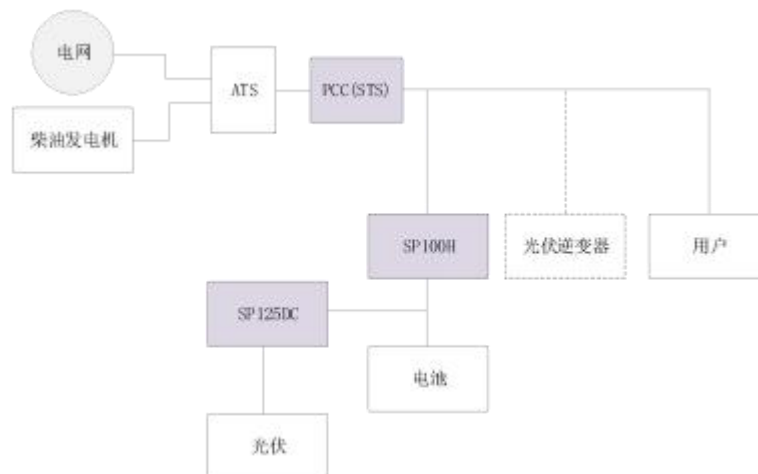 电网
ATS
PCC(STS)
柴油发电机
SP100H
光伏逆变器
用户
SP125DC
电池
光伏